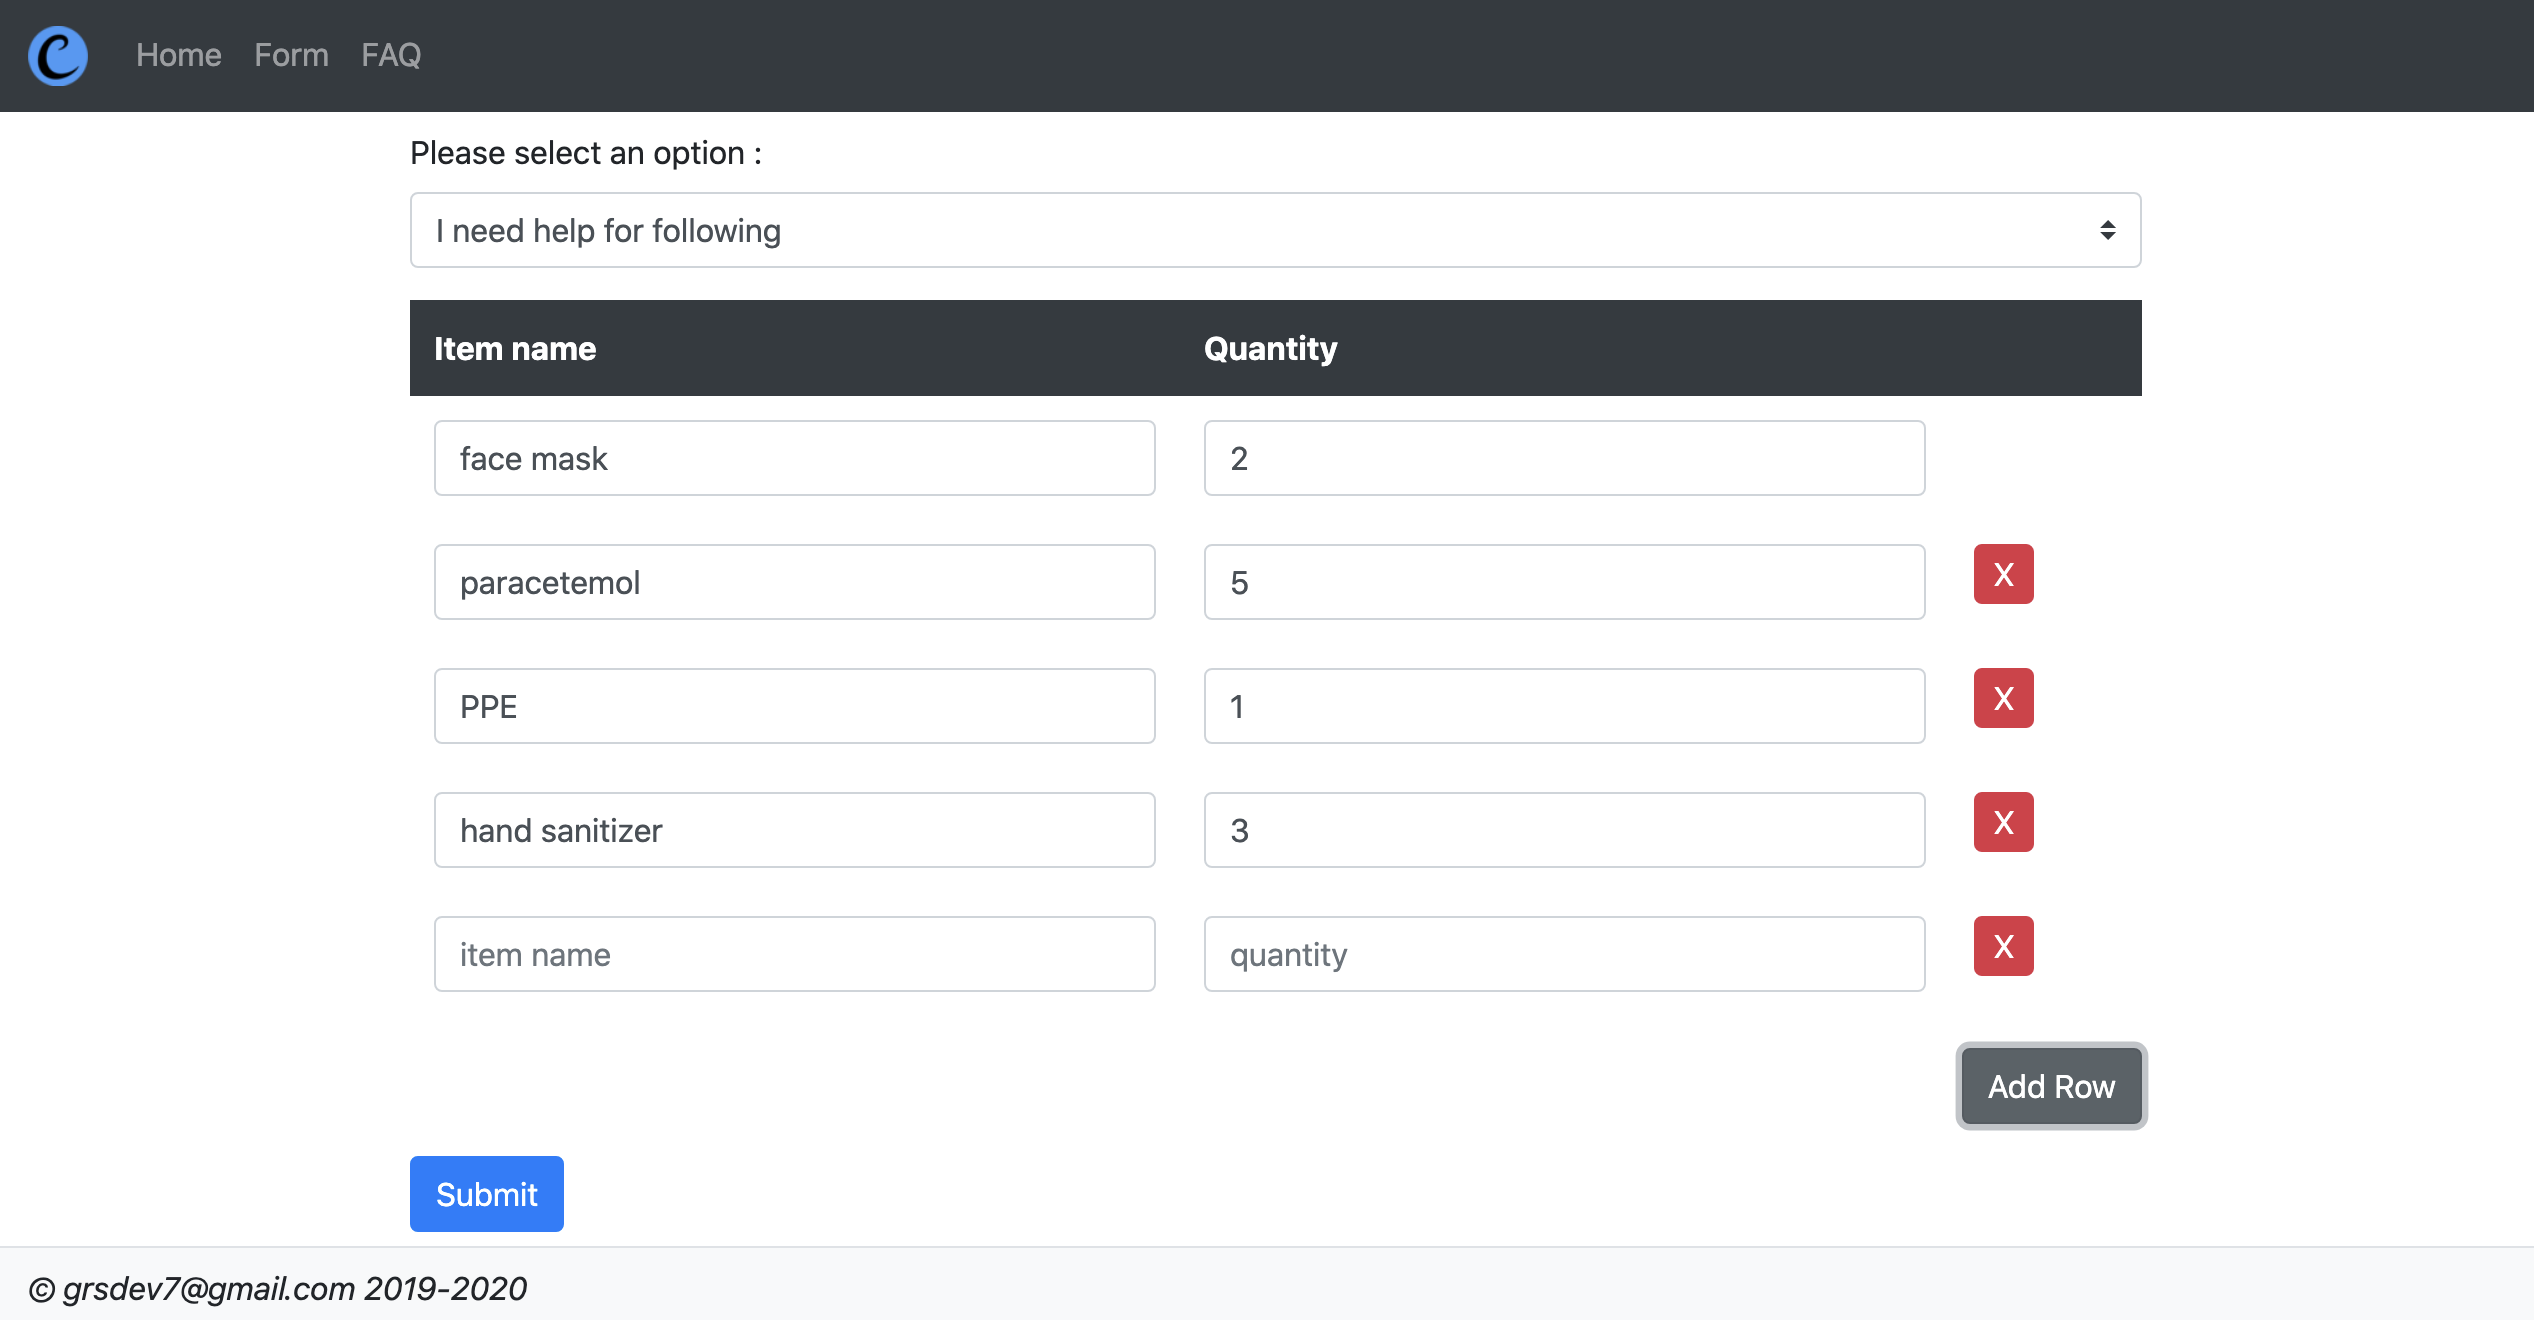 C Home Form FAQ
Please select an option :
I need help for following
Item name Quantity
face mask 2
paracetemol 5 X
PPE 1 X
hand sanitizer 3 X
item name quantity X
Add Row
Submit
© grsdev7@gmail.com 2019-2020